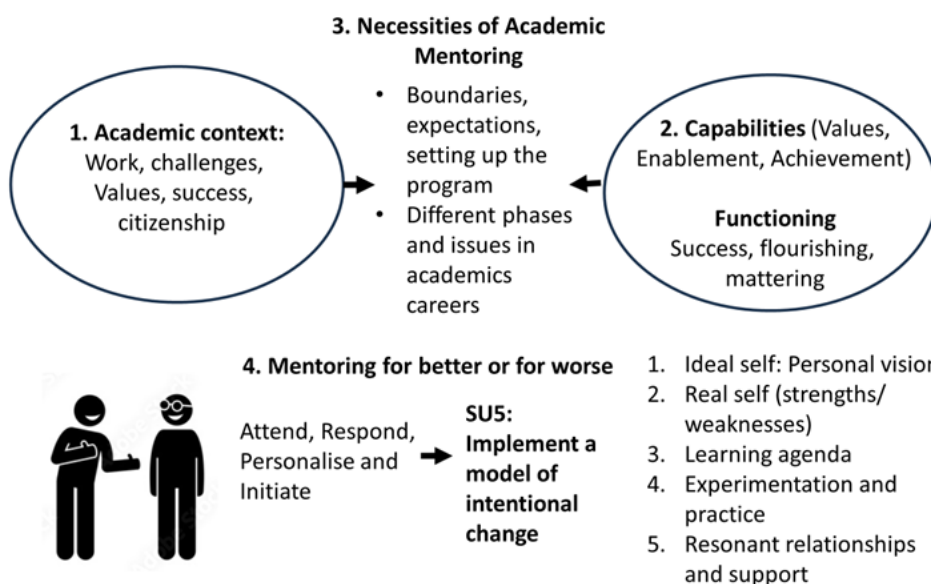 3. Necessities of Academic
Mentoring
• Boundaries,
expectations,
setting up the
program
• Different phases
and issues in
academics
careers
1. Academic context:
Work, challenges,
Values, success,
citizenship
2. Capabilities (Values,
Enablement, Achievement)
Functioning
Success, flourishing,
mattering
4. Mentoring for better or for worse
Attend, Respond,
Personalise and
Initiate
SU5:
Implement a
model of
intentional
change
1. Ideal self: Personal vision
2. Real self (strengths/
weaknesses)
3. Learning agenda
4. Experimentation and
practice
5. Resonant relationships
and support